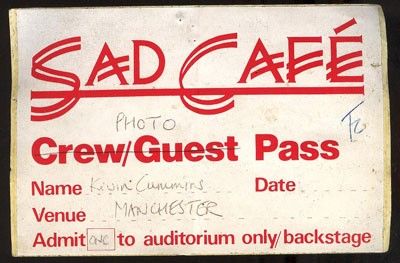 SAD CAFÉ
PHOTO
Crew/Guest Pass
Name Kevin Cummins Date
Venue MANCHESTER
Admit ONE to auditorium only/backstage